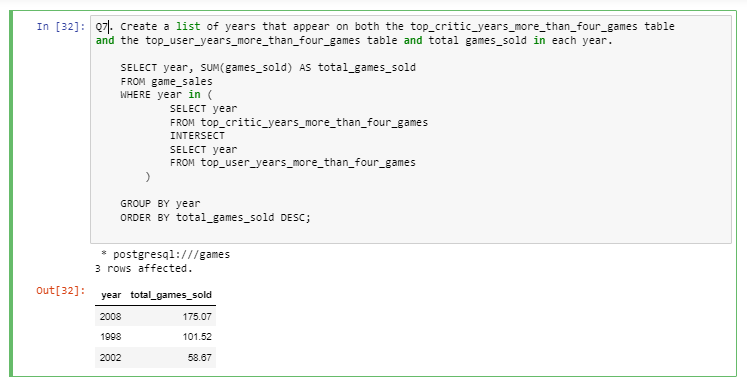 In [32]: Q7. Create a list of years that appear on both the top_critic_years_more_than_four_games table
and the top_user_years_more_than_four_games table and total games_sold in each year.
SELECT year, SUM(games_sold) AS total_games_sold
FROM game_sales
WHERE year in (
SELECT year
FROM top_critic_years_more_than_four_games
INTERSECT
SELECT year
FROM top_user_years_more_than_four_games
)
GROUP BY year
ORDER BY total_games_sold DESC;
* postgresql:///games
3 rows affected.
Out[32]:
year total_games_sold
2008 175.07
1998 101.52
2002 58.67